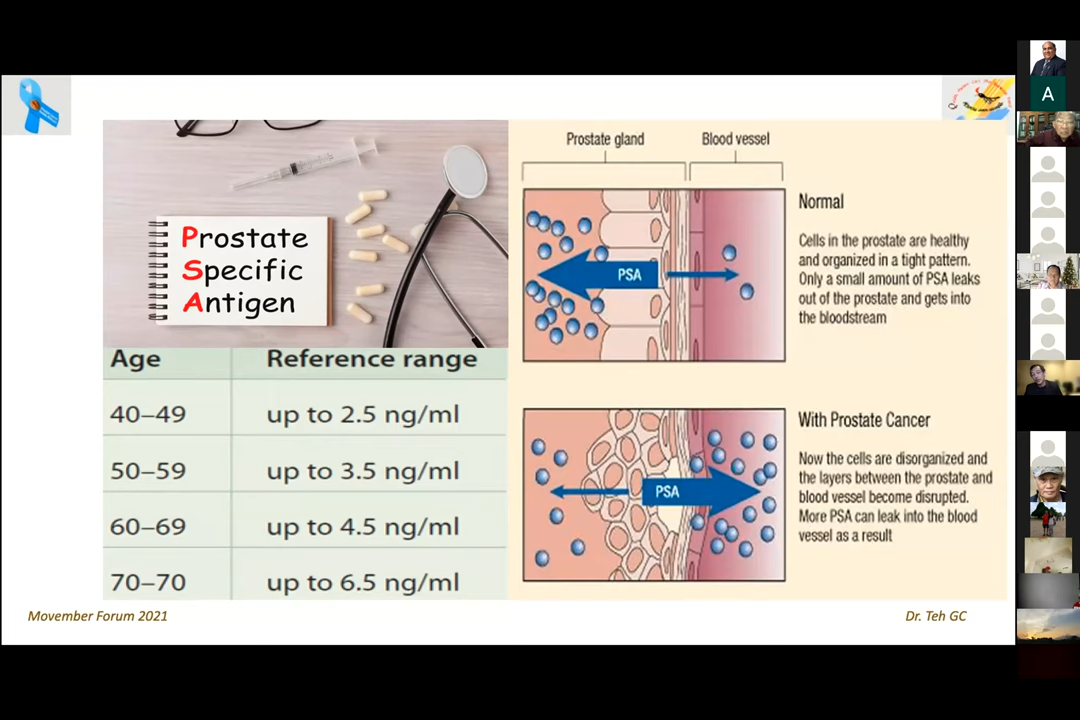 Prostate
Specific
Antigen
Age Reference range
40–49 up to 2.5 ng/ml
50–59 up to 3.5 ng/ml
60–69 up to 4.5 ng/ml
70–70 up to 6.5 ng/ml
Prostate gland Blood vessel
PSA
Normal
Cells in the prostate are healthy
and organized in a tight pattern.
Only a small amount of PSA leaks
out of the prostate and gets into
the bloodstream
PSA
With Prostate Cancer
Now the cells are disorganized and
the layers between the prostate and
blood vessel become disrupted.
More PSA can leak into the blood
vessel as a result
Movember Forum 2021
Dr. Teh GC
A